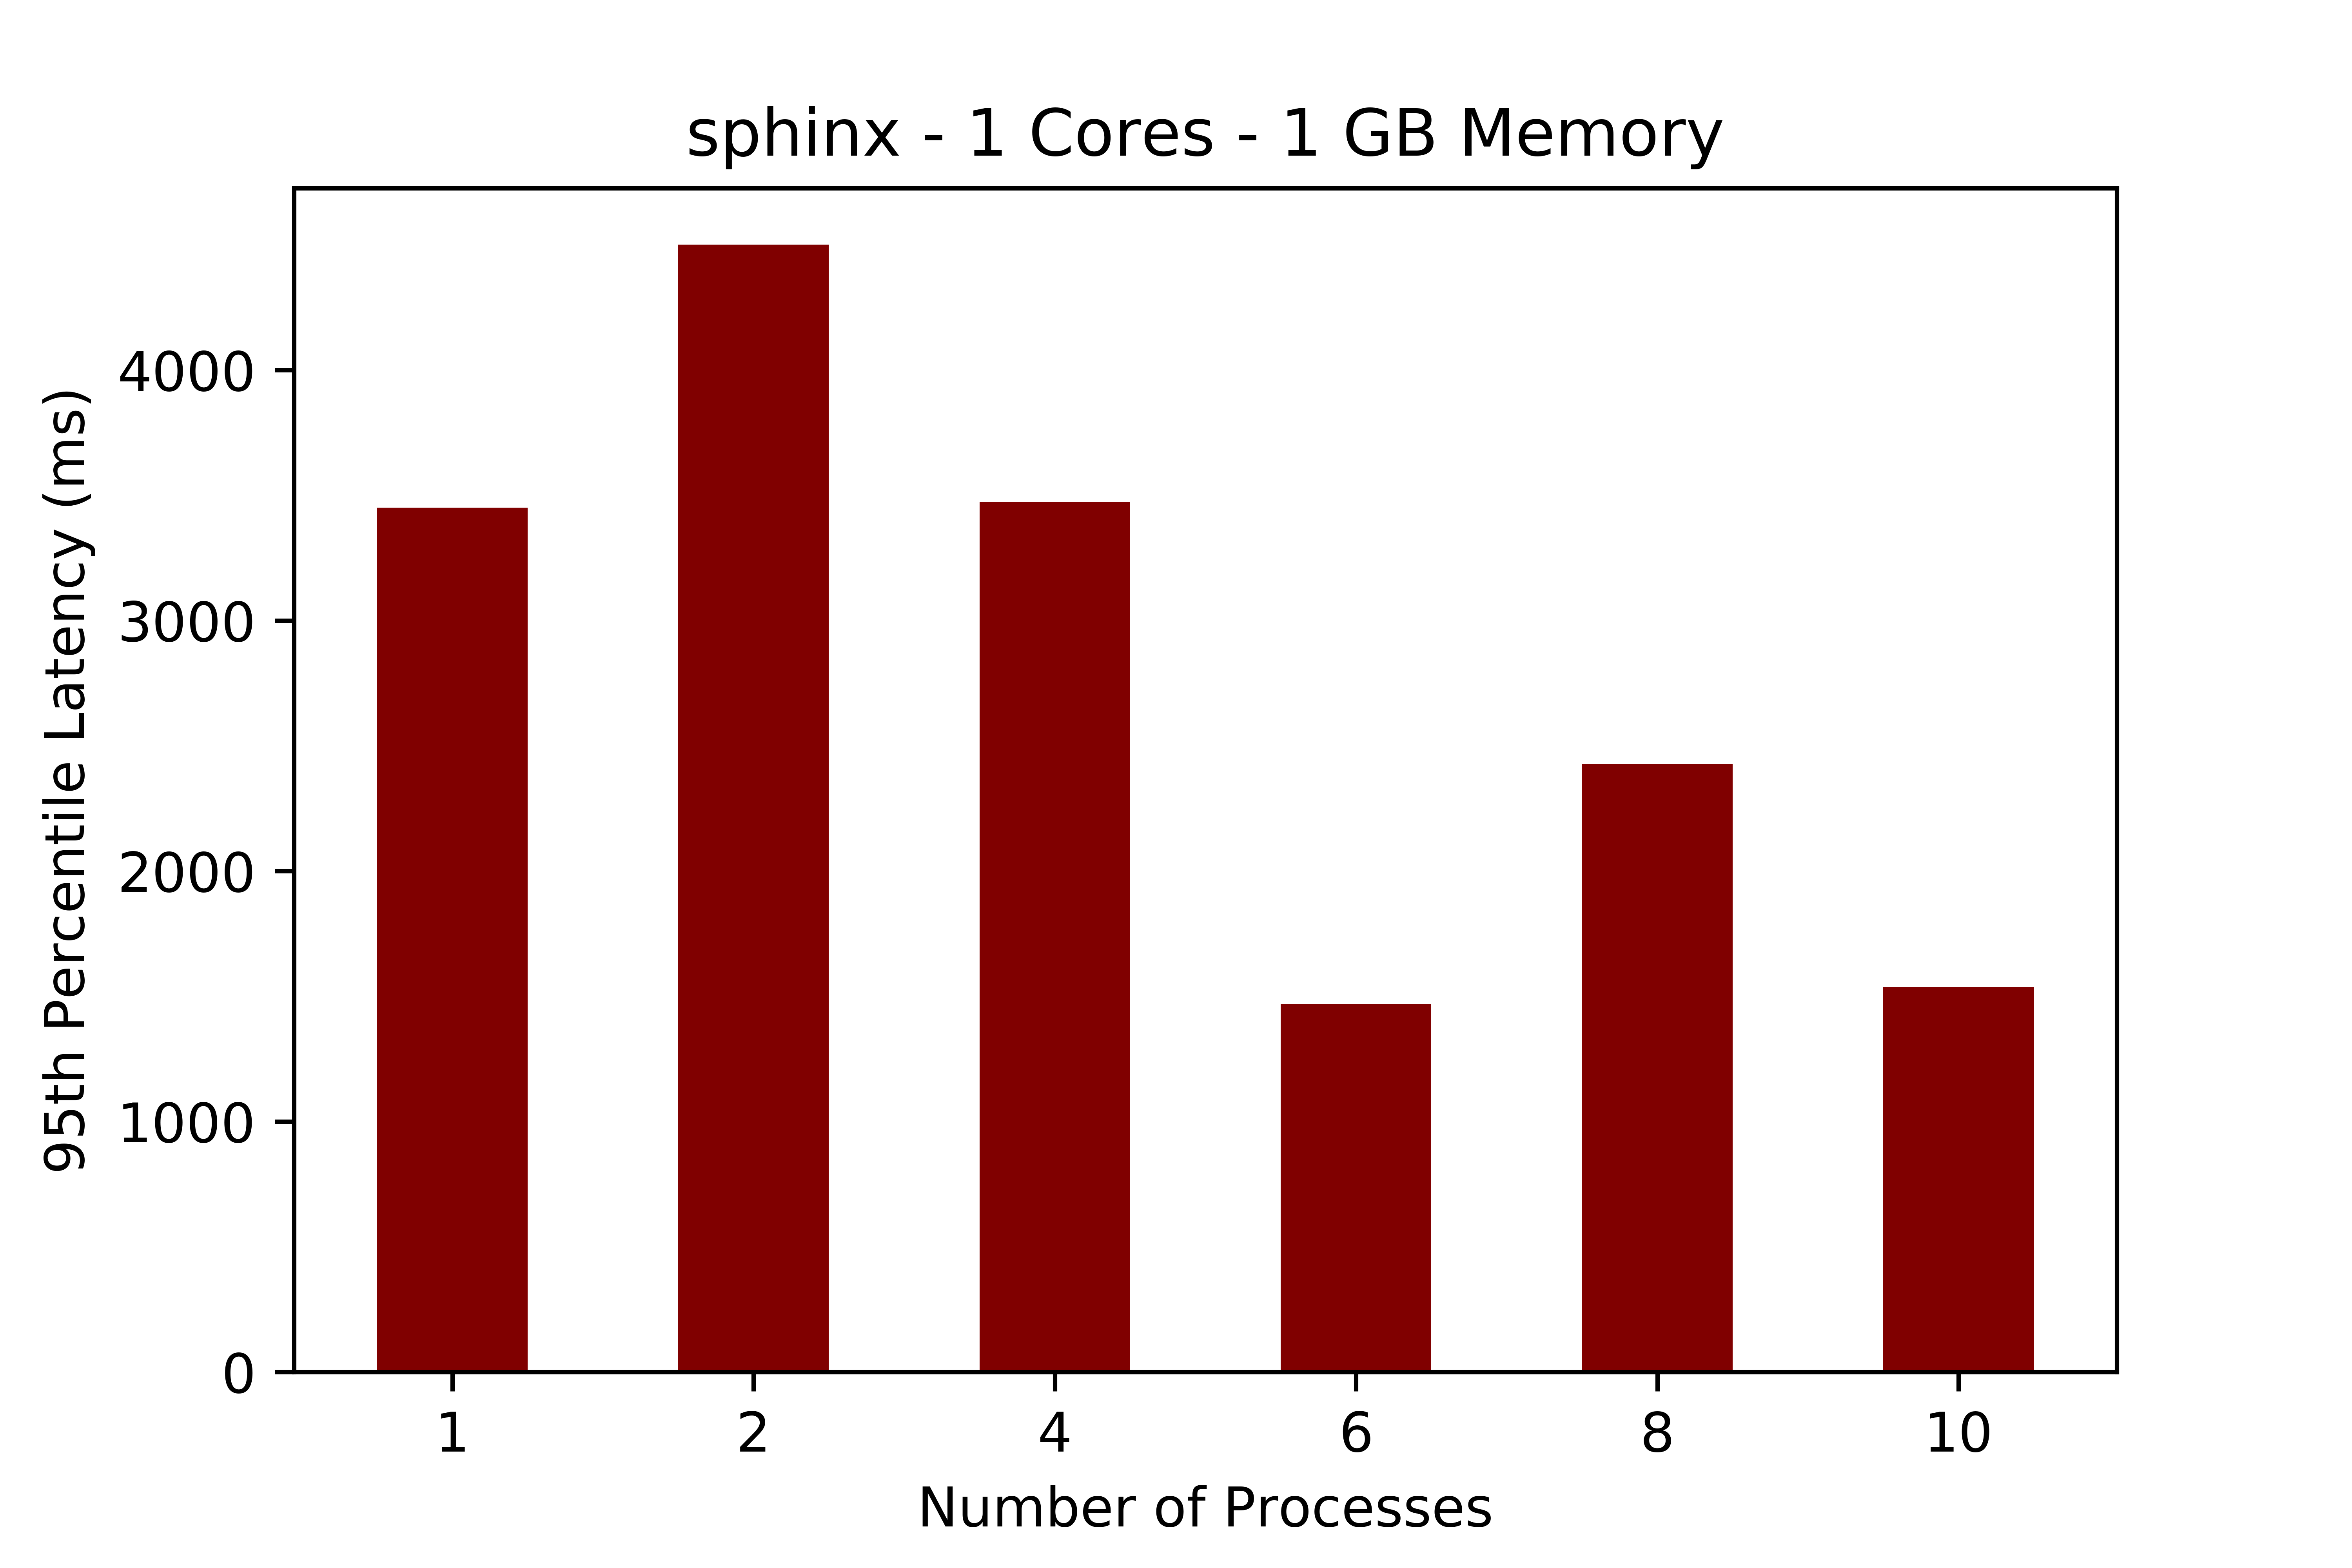 sphinx - 1 Cores - 1 GB Memory
95th Percentile Latency (ms)
4000
3000
2000
1000
0
1 2 4 6 8 10
Number of Processes